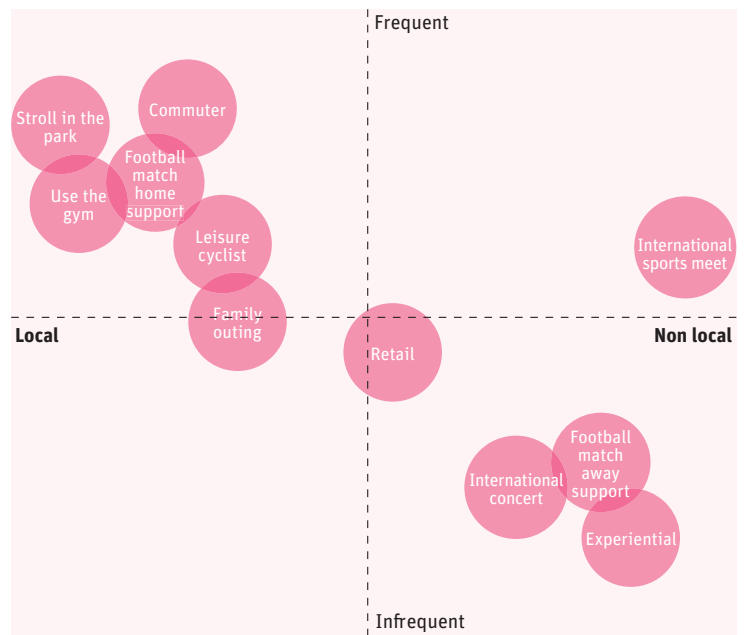 Frequent
Commuter
Stroll in the
park
Football
match
home
support
Use the
gym
Leisure
cyclist
International
sports meet
Family
outing
Local
Non local
Retail
Football
match
away
support
International
concert
Experiential
Infrequent